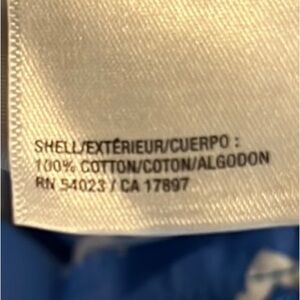 SHELL/EXTÉRIEUR/CUERPO :
100% COTTON/COTON/ALGODON
RN 54023 / CA 17897